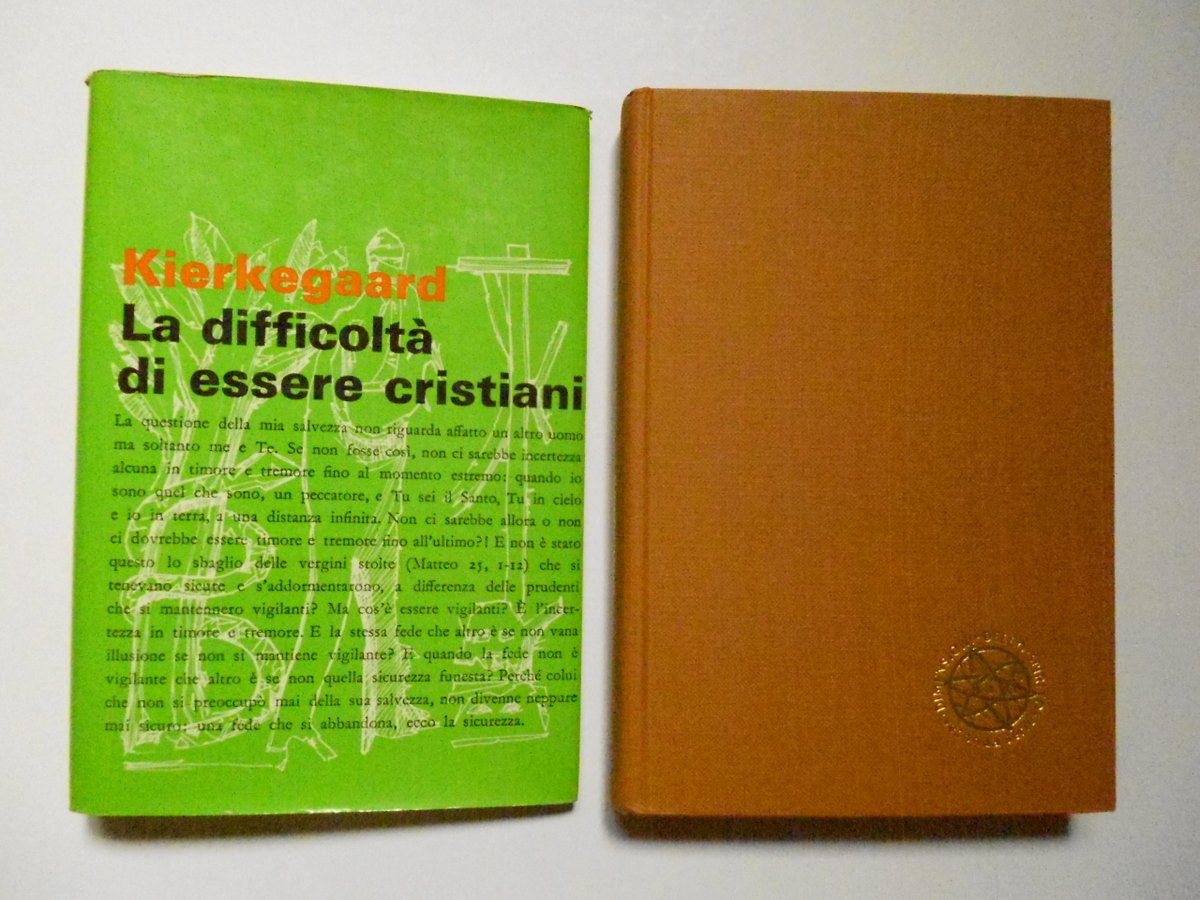 Kierkegaard
La difficoltà
di essere cristiani
La questione della mia salvezza non riguarda affatto un altro uomo
ma soltanto me e Te. Se non fosse così, non ci sarebbe incertezza
alcuna in timore e tremore fino al momento estremo: quando io
sono quel che sono, un peccatore, e Tu sei il Santo, Tu in cielo
e io in terra, a una distanza infinita. Non ci sarebbe allora o non
ci dovrebbe essere timore e tremore fino all'ultimo?! E non è stato
questo lo sbaglio delle vergini stolte (Matteo 25, 1-12) che si
tenevano sicure e s'addormentarono, a differenza delle prudenti
che si mantennero vigilanti? Ma cos'è essere vigilanti? È l'incer-
tezza in timore e tremore. E la stessa fede che altro è se non vana
illusione se non si mantiene vigilante? E quando la fede non è
vigilante che altro è se non quella sicurezza funesta? Perché colui
che non si preoccupò mai della sua salvezza, non divenne neppure
mai sicuro: una fede che si abbandona, ecco la sicurezza.